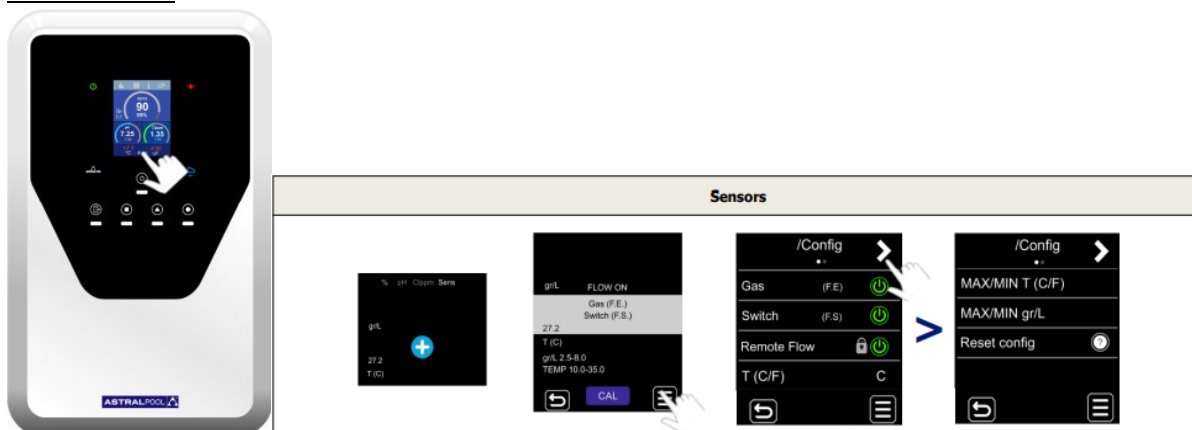 90
98%
7.25
1.35
ASTRALPOOL
Sensors
% pH Clppm Sens
gr/L
27.2
T (C)
gr/L FLOW ON
Gas (F.E.)
Switch (F.S.)
27.2
T (C)
gr/L 2.5-8.0
TEMP 10.0-35.0
CAL
/Config
Gas (F.E)
Switch (F.S)
Remote Flow
T (C/F) C
>
/Config
MAX/MIN T (C/F)
MAX/MIN gr/L
Reset config ?